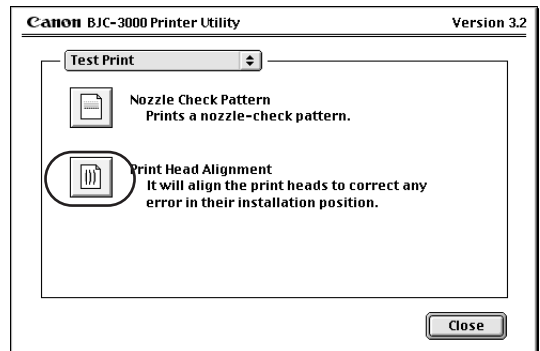 Canon BJC-3000 Printer Utility Version 3.2
Test Print
Nozzle Check Pattern
Prints a nozzle-check pattern.
Print Head Alignment
It will align the print heads to correct any
error in their installation position.
Close